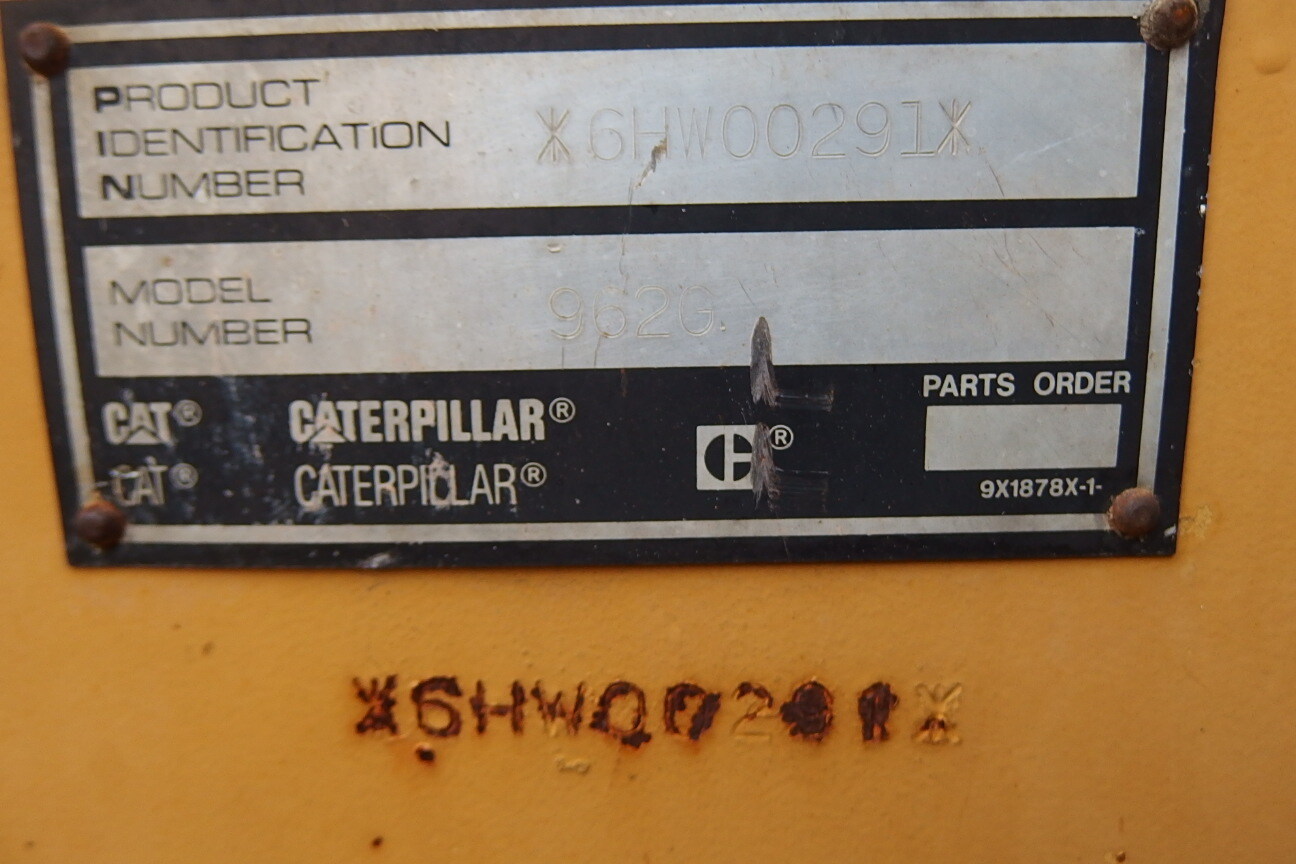 PRODUCT
IDENTIFICATION *6HW00291*
NUMBER
MODEL
NUMBER 962G.
PARTS ORDER
CAT® CATERPILLAR®
CAT® CATERPILLAR®
9X1878X-1-
*6HW00291*